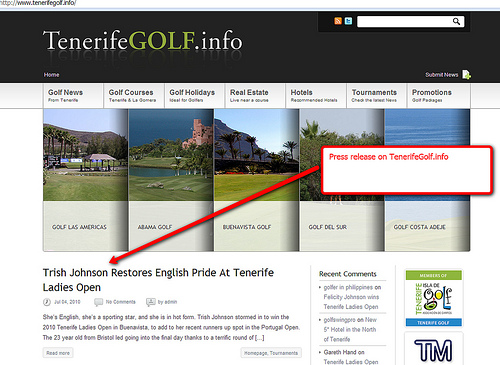 http://www.tenerifegolf.info/
TenerifeGOLF.info
Home
Submit News
Golf News
From Tenerife
Golf Courses
Tenerife & La Gomera
Golf Holidays
Ideal for Golfers
Real Estate
Live near a course
Hotels
Recommended Hotels
Tournaments
Check the latest News
Promotions
Golf Packages
Press release on TenerifeGolf.info
GOLF LAS AMERICAS
ABAMA GOLF
BUENAVISTA GOLF
GOLF DEL SUR
GOLF COSTA ADEJE
Trish Johnson Restores English Pride At Tenerife
Ladies Open
Jul 04, 2010
No Comments
by admin
She's English, she's a sporting star, and she is in hot form. Trish Johnson stormed in to win the
2010 Tenerife Ladies Open in Buenavista, to add to her recent runners up spot in the Portugal Open.
The 23 year old from Bristol led going into the final day thanks to a terrific round of [...]
Read more
Homepage, Tournaments
Recent Comments
golfer in philippines on
Felicity Johnson wins
Tenerife Ladies Open
golfswingpro on New
5* Hotel in the North
of Tenerife
Gareth Hand on
Tenerife Ladies Open
MEMBERS OF
TENERIFE
ISLA DE
golf
TENERIFE GOLF
TM